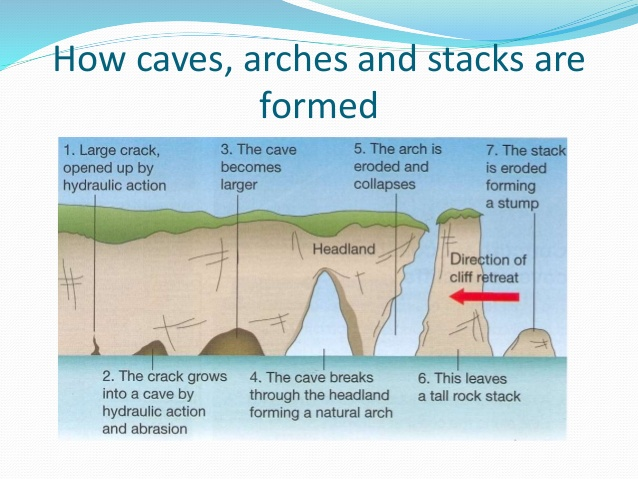 How caves, arches and stacks are
formed
1. Large crack,
opened up by
hydraulic action
3. The cave
becomes
larger
5. The arch is
eroded and
collapses
7. The stack
is eroded
forming
a stump
Headland
Direction of
cliff retreat
2. The crack grows
into a cave by
hydraulic action
and abrasion
4. The cave breaks
through the headland
forming a natural arch
6. This leaves
a tall rock stack